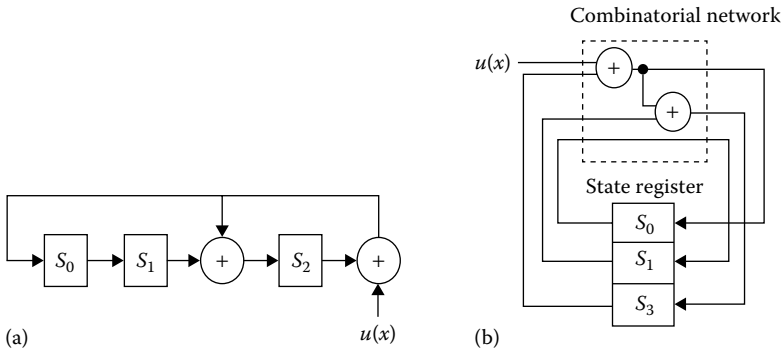 S0
S1
+
S2
+
u(x)
(a)
Combinatorial network
u(x)
+
+
State register
S0
S1
S3
(b)